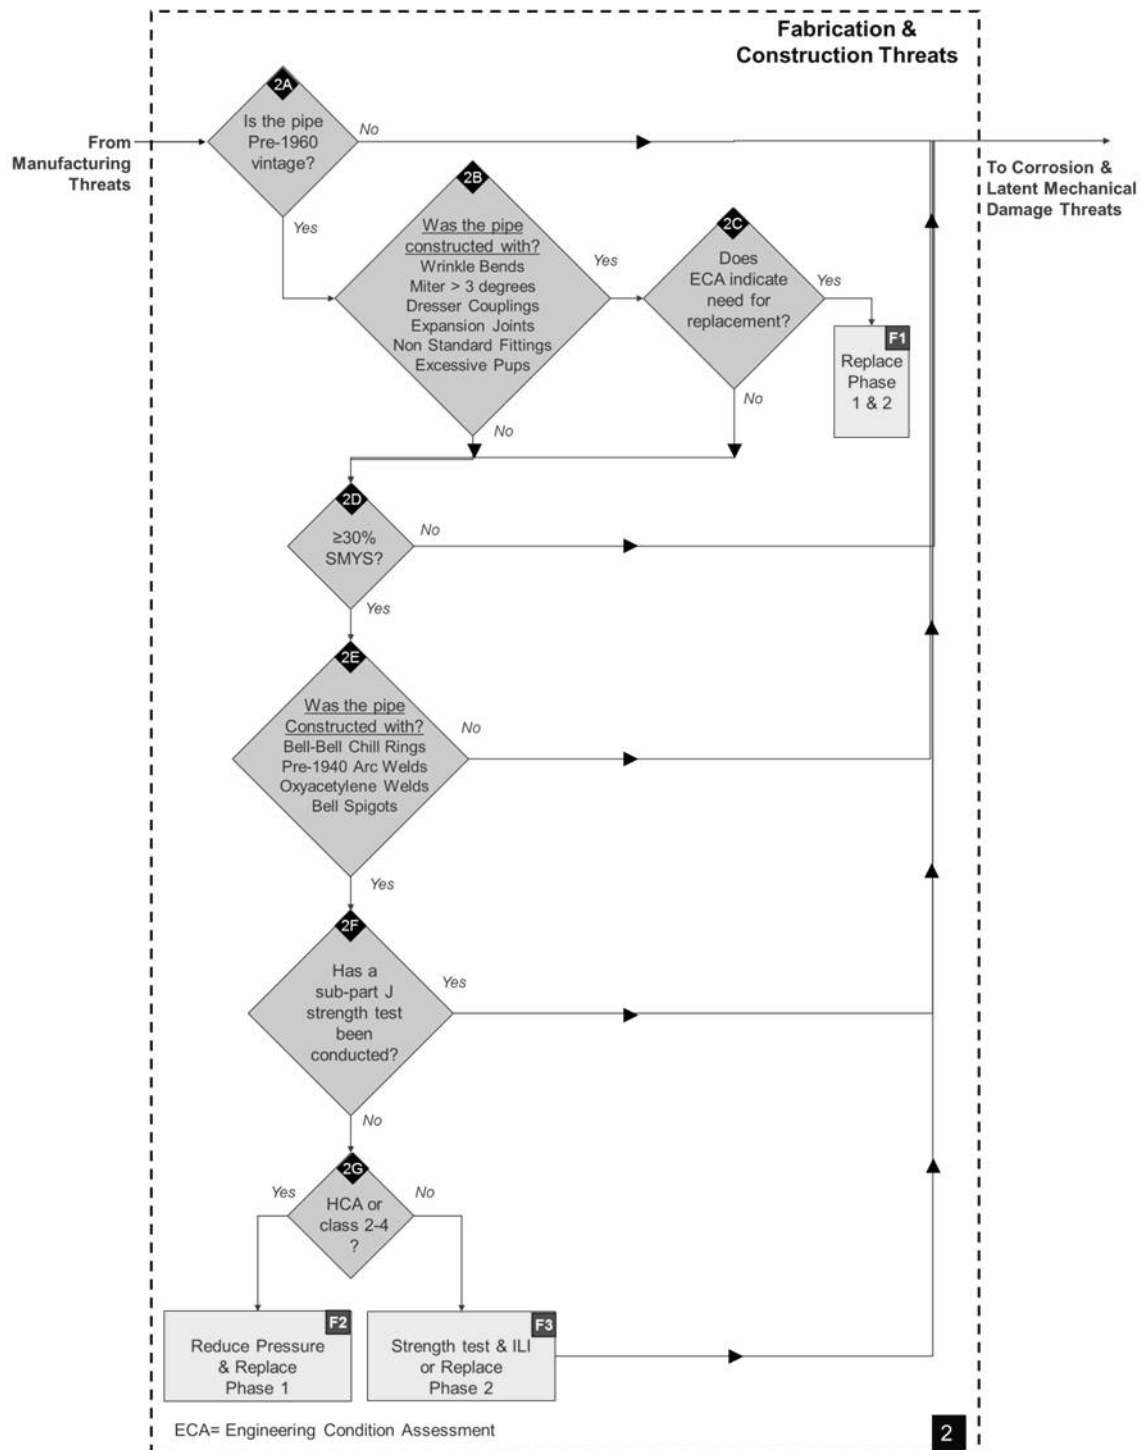 Fabrication &
Construction Threats
2A
Is the pipe
Pre-1960
vintage?
No
Yes
From
Manufacturing
Threats
To Corrosion &
Latent Mechanical
Damage Threats
2B
Was the pipe
constructed with?
Wrinkle Bends
Miter > 3 degrees
Dresser Couplings
Expansion Joints
Non Standard Fittings
Excessive Pups
Yes
No
2C
Does
ECA indicate
need for
replacement?
Yes
No
F1
Replace
Phase
1 & 2
2D
≥30%
SMYS?
No
Yes
2E
Was the pipe
Constructed with?
Bell-Bell Chill Rings
Pre-1940 Arc Welds
Oxyacetylene Welds
Bell Spigots
No
Yes
2F
Has a
sub-part J
strength test
been
conducted?
Yes
No
2G
HCA or
class 2-4
?
Yes
No
F2
Reduce Pressure
& Replace
Phase 1
F3
Strength test & ILI
or Replace
Phase 2
ECA= Engineering Condition Assessment
2